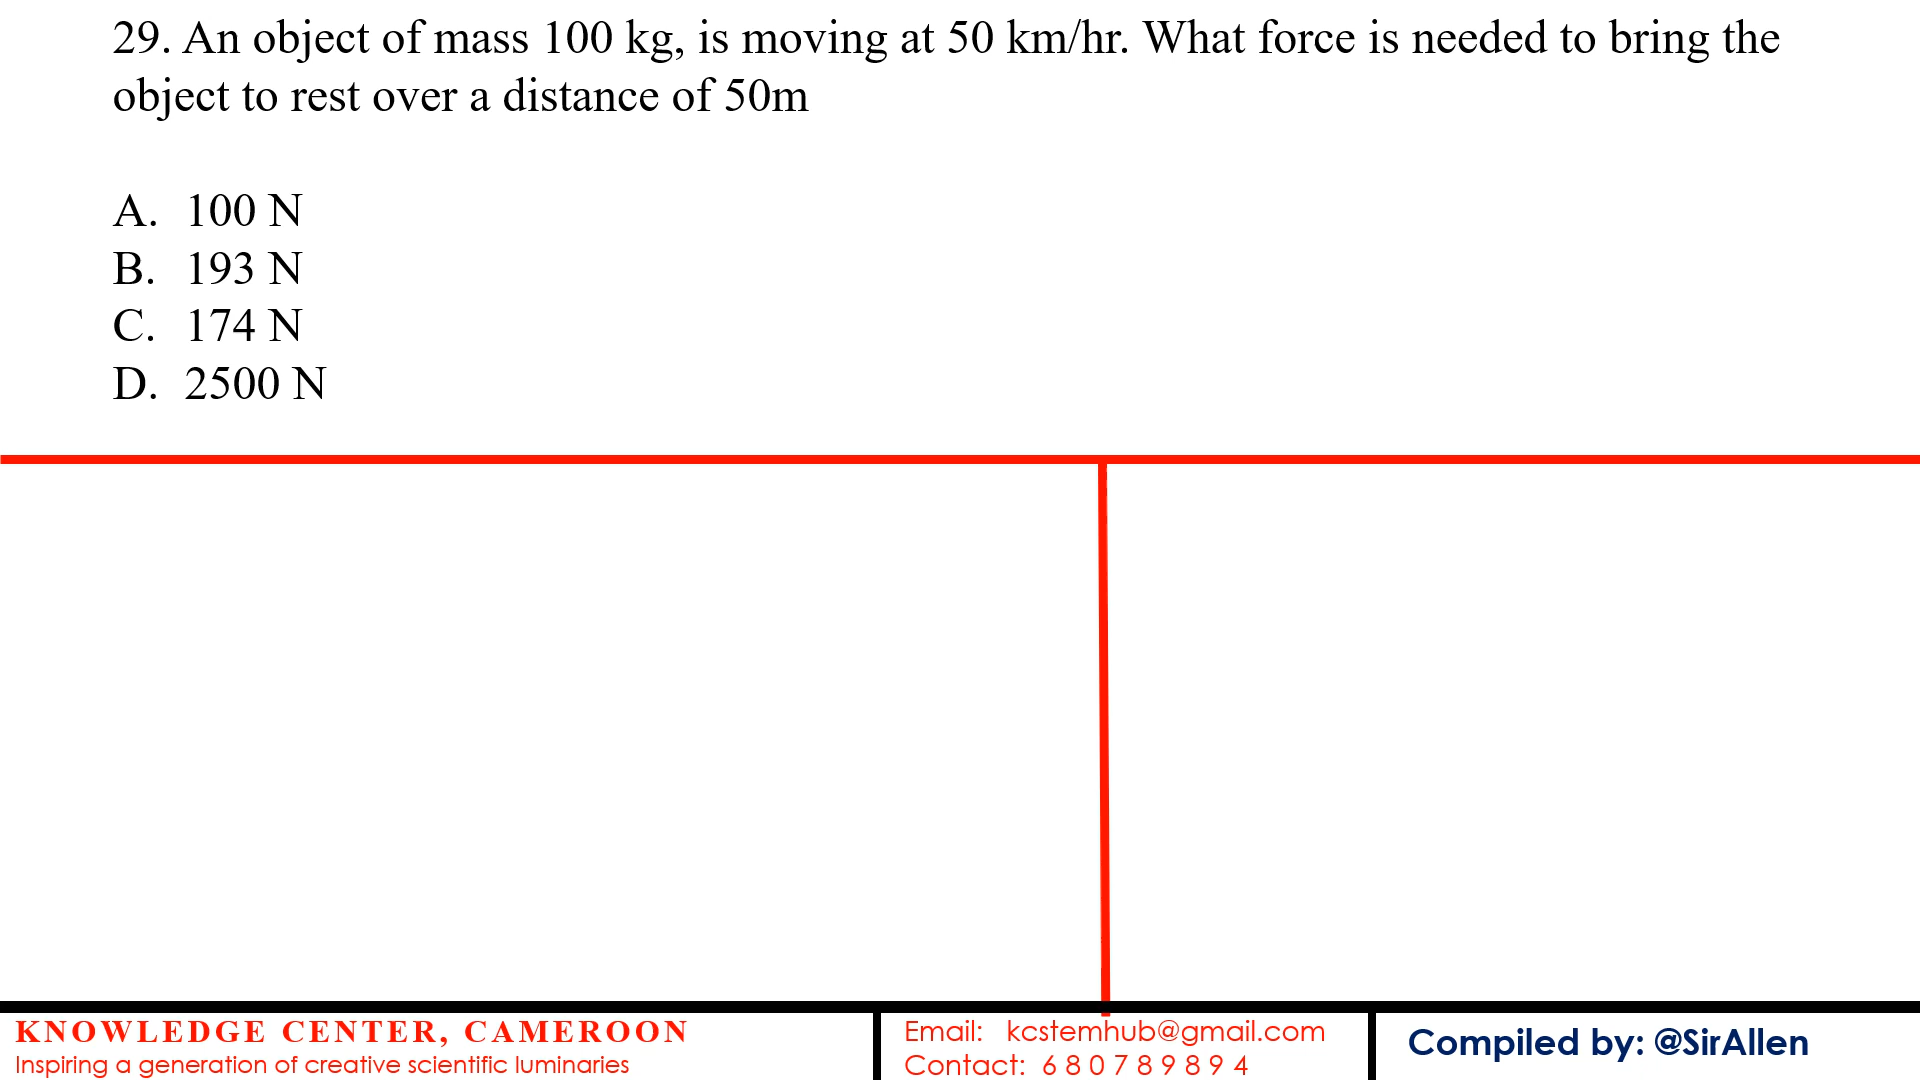 29. An object of mass 100 kg, is moving at 50 km/hr. What force is needed to bring the
object to rest over a distance of 50m
A. 100 N
B. 193 N
C. 174 N
D. 2500 N
KNOWLEDGE CENTER, CAMEROON
Inspiring a generation of creative scientific luminaries
Email: kcstemhub@gmail.com
Contact: 6 8 0 7 8 9 8 9 4
Compiled by: @SirAllen